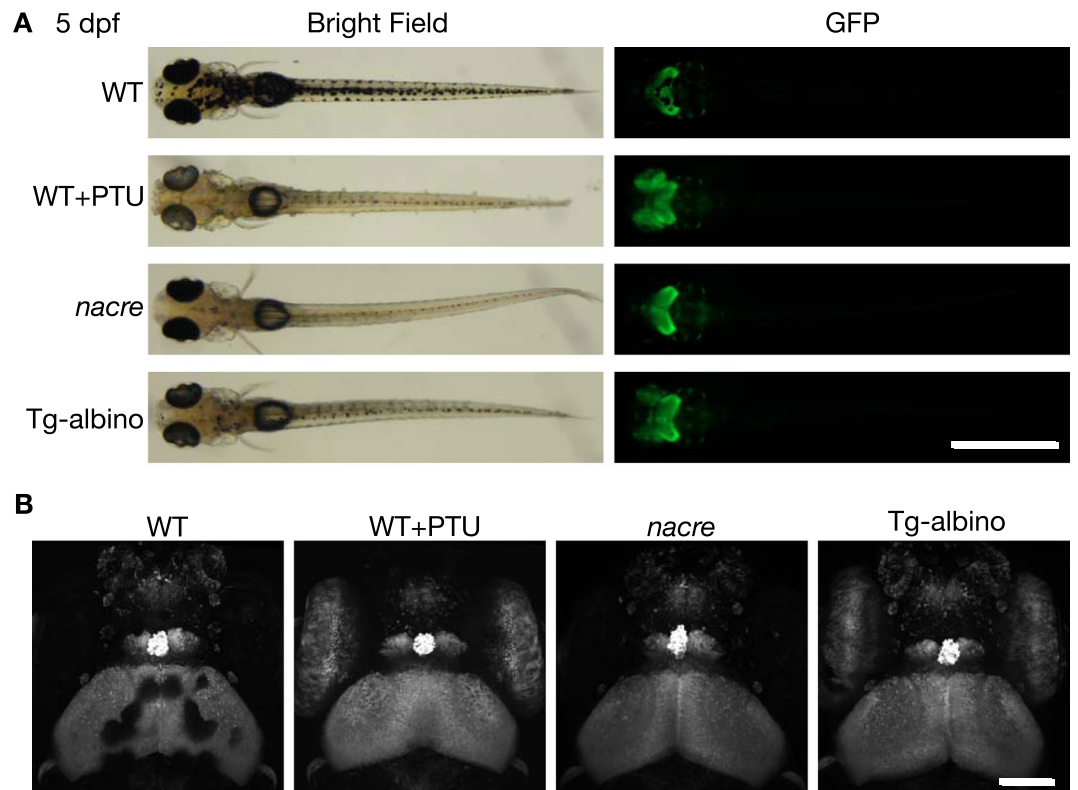 A 5 dpf Bright Field GFP
WT
WT+PTU
nacre
Tg-albino
B
WT WT+PTU nacre Tg-albino